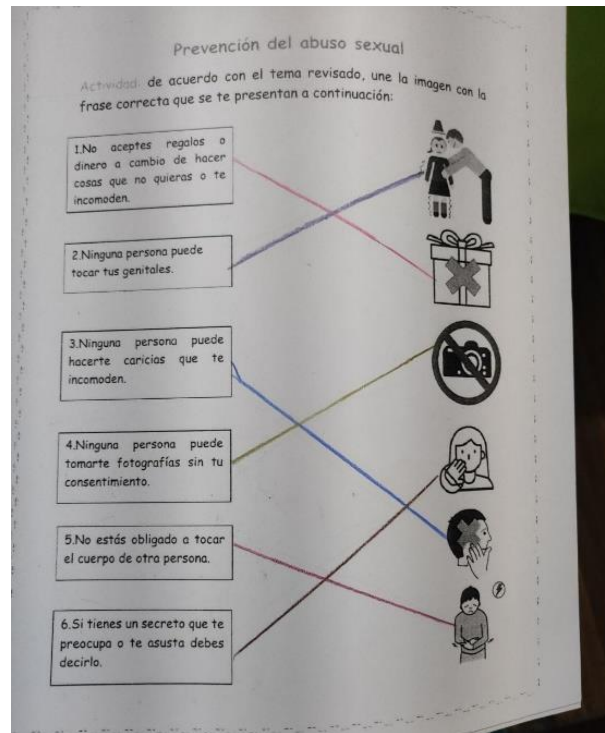 Prevención del abuso sexual
Actividad: de acuerdo con el tema revisado, une la imagen con la
frase correcta que se te presentan a continuación:
1.No aceptes regalos o
dinero a cambio de hacer
cosas que no quieras o te
incomoden.
2.Ninguna persona puede
tocar tus genitales.
3.Ninguna persona puede
hacerte caricias que te
incomoden.
4.Ninguna persona puede
tomarte fotografías sin tu
consentimiento.
5.No estás obligado a tocar
el cuerpo de otra persona.
6.Si tienes un secreto que te
preocupa o te asusta debes
decirlo.